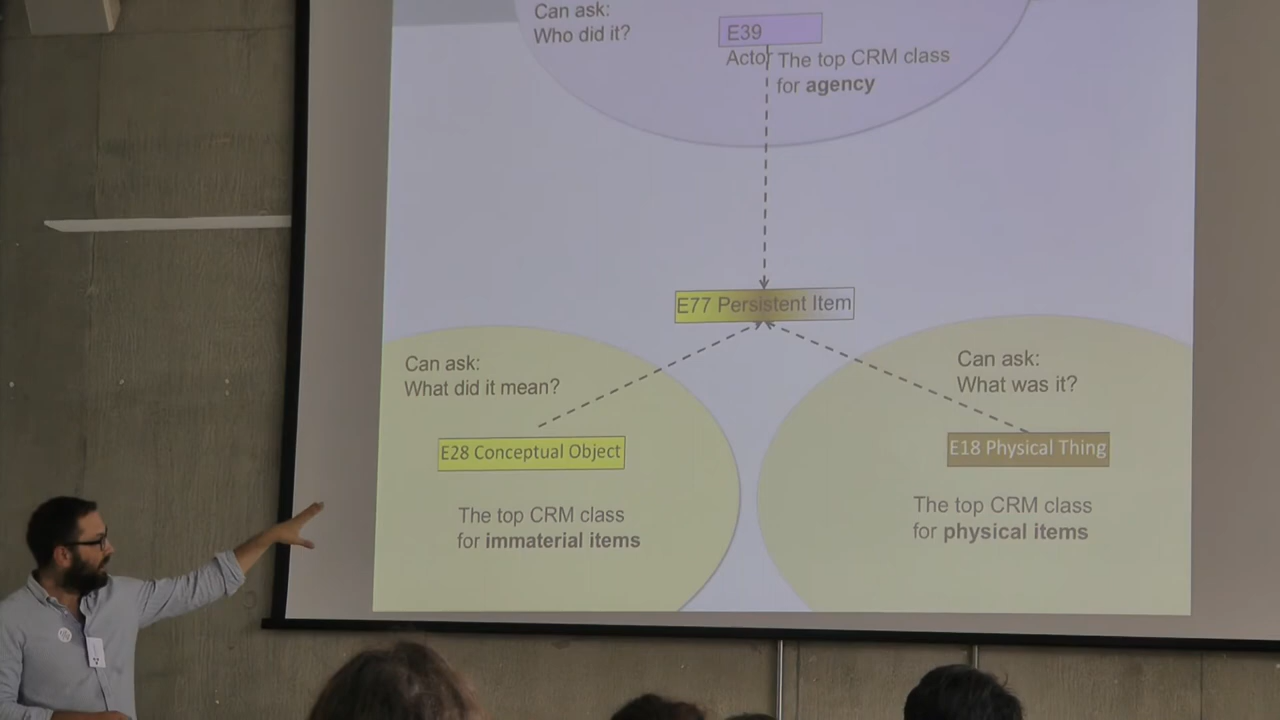 Can ask:
Who did it?
E39
Actor
The top CRM class
for agency
E77 Persistent Item
Can ask:
What did it mean?
E28 Conceptual Object
The top CRM class
for immaterial items
Can ask:
What was it?
E18 Physical Thing
The top CRM class
for physical items